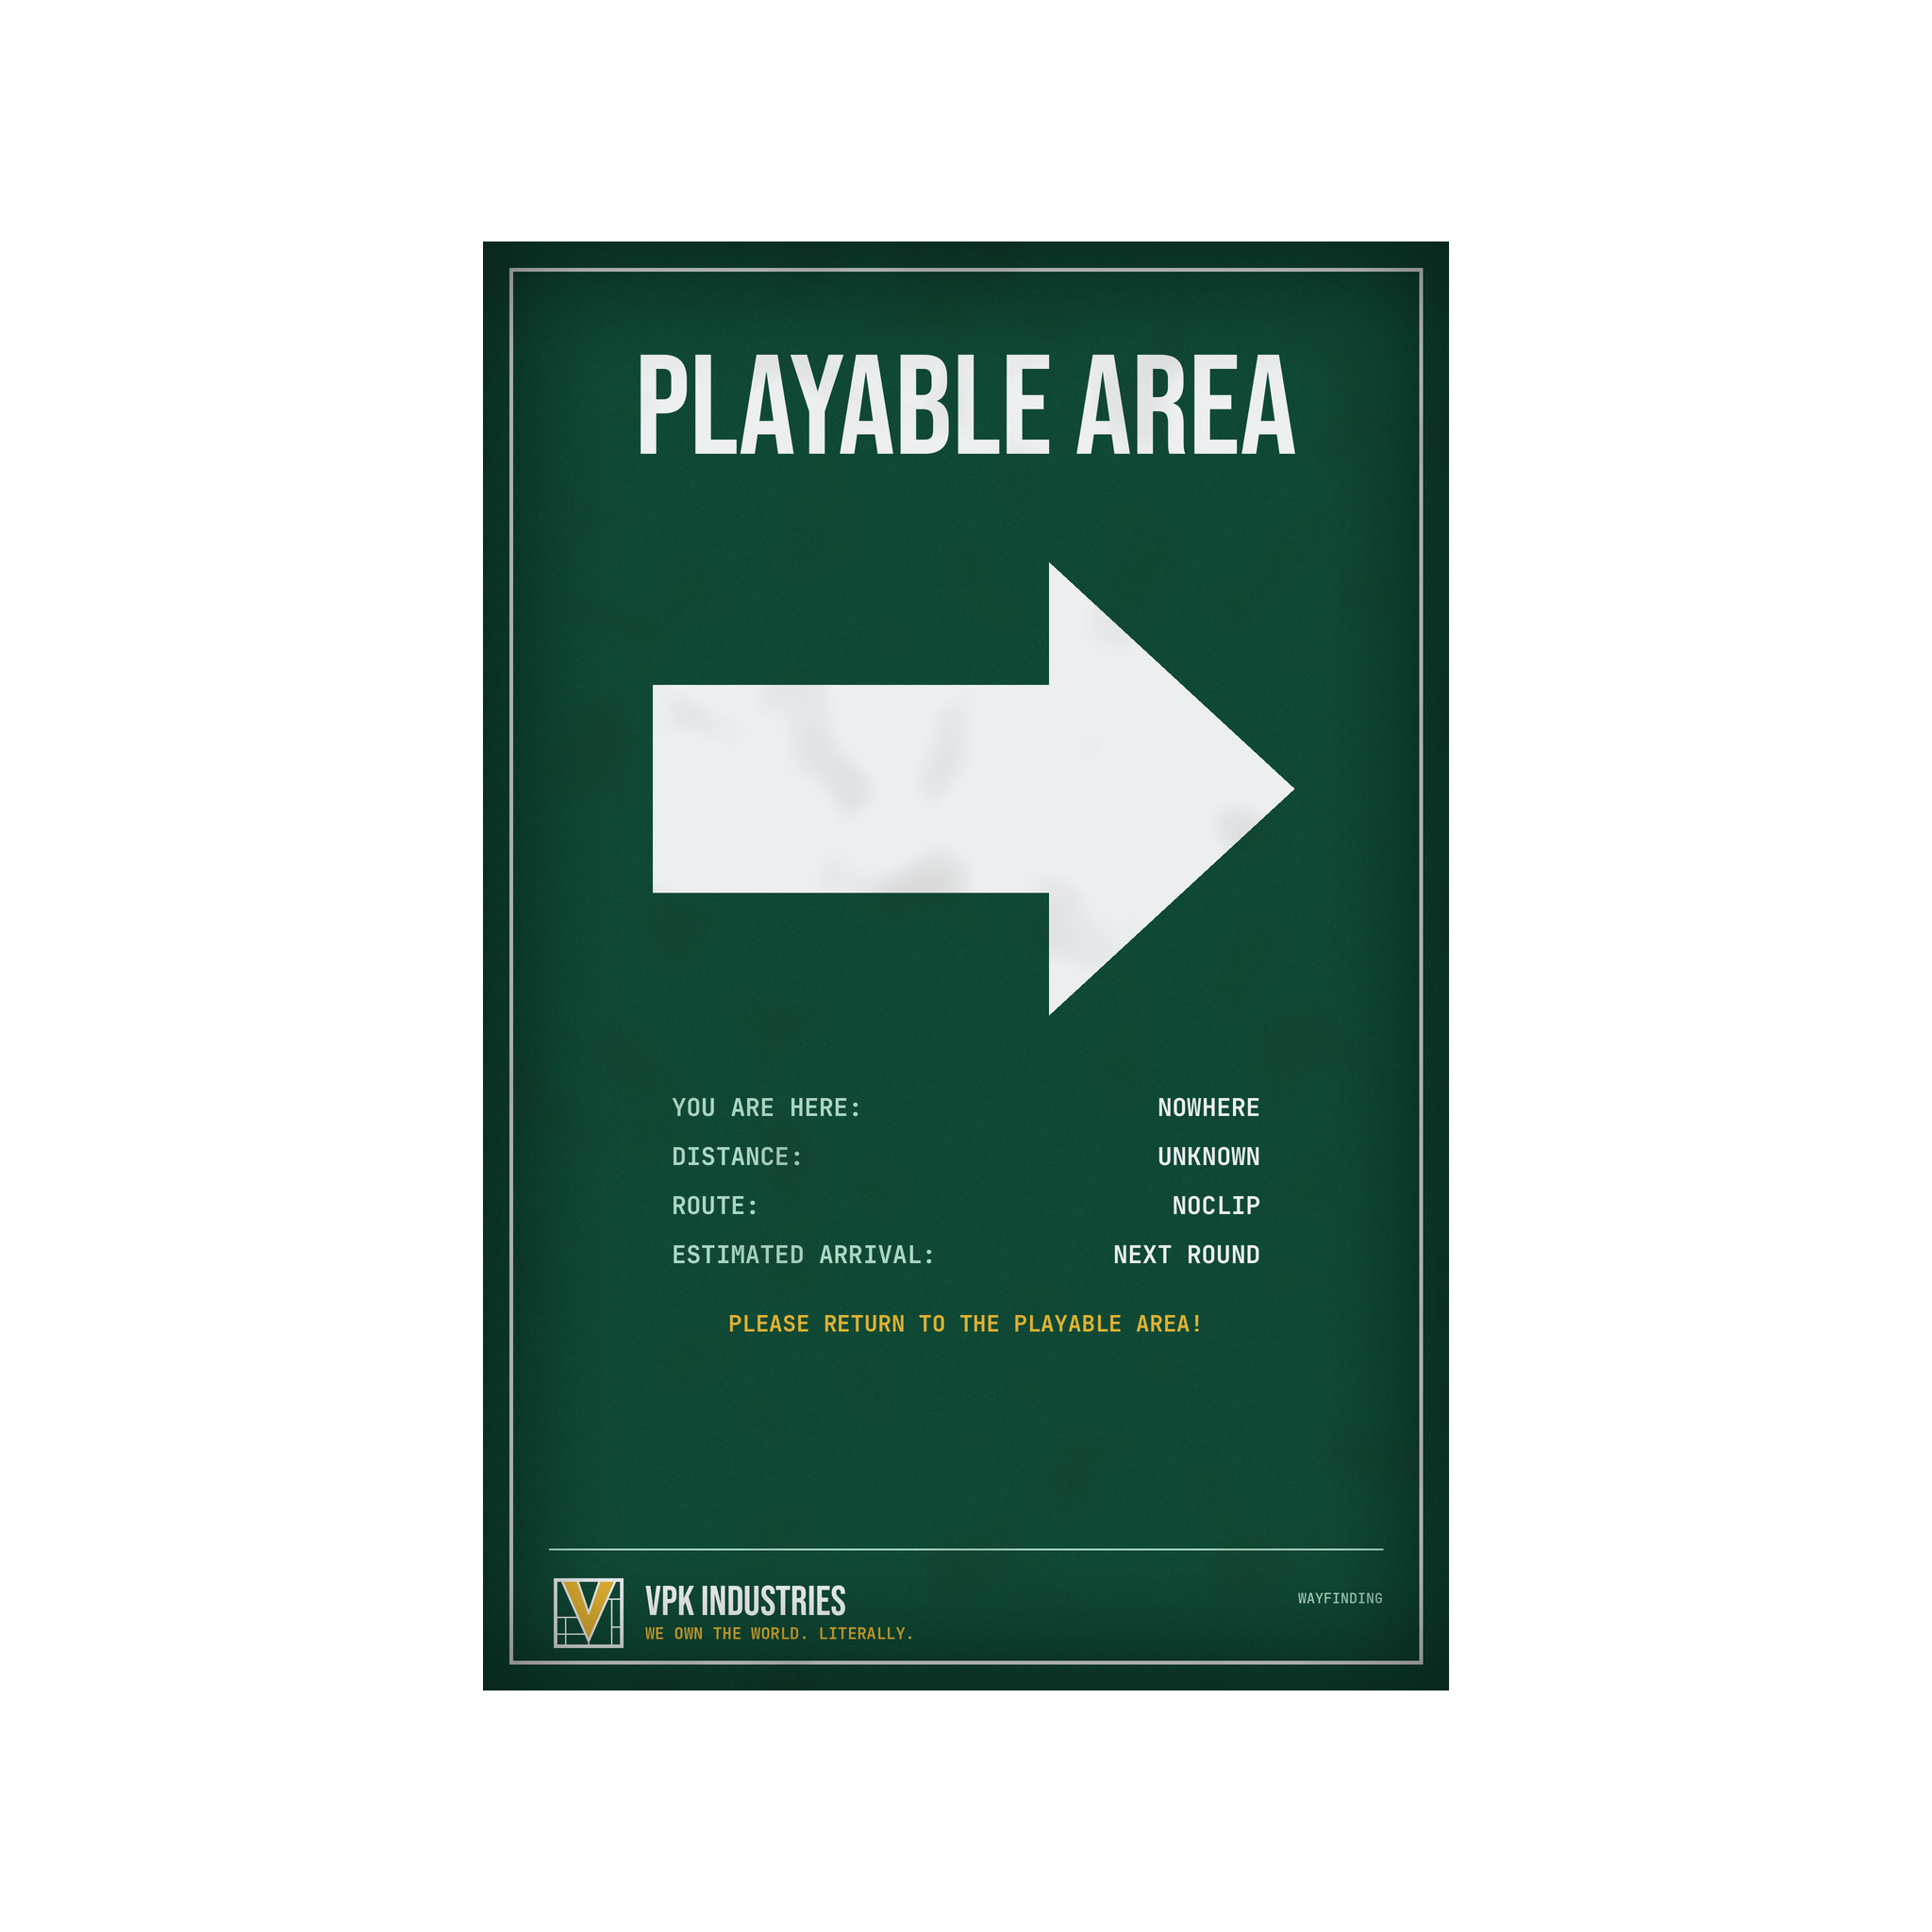 PLAYABLE AREA
YOU ARE HERE: NOWHERE
DISTANCE: UNKNOWN
ROUTE: NOCLIP
ESTIMATED ARRIVAL: NEXT ROUND
PLEASE RETURN TO THE PLAYABLE AREA!
V
VPK INDUSTRIES
WE OWN THE WORLD. LITERALLY.
WAYFINDING